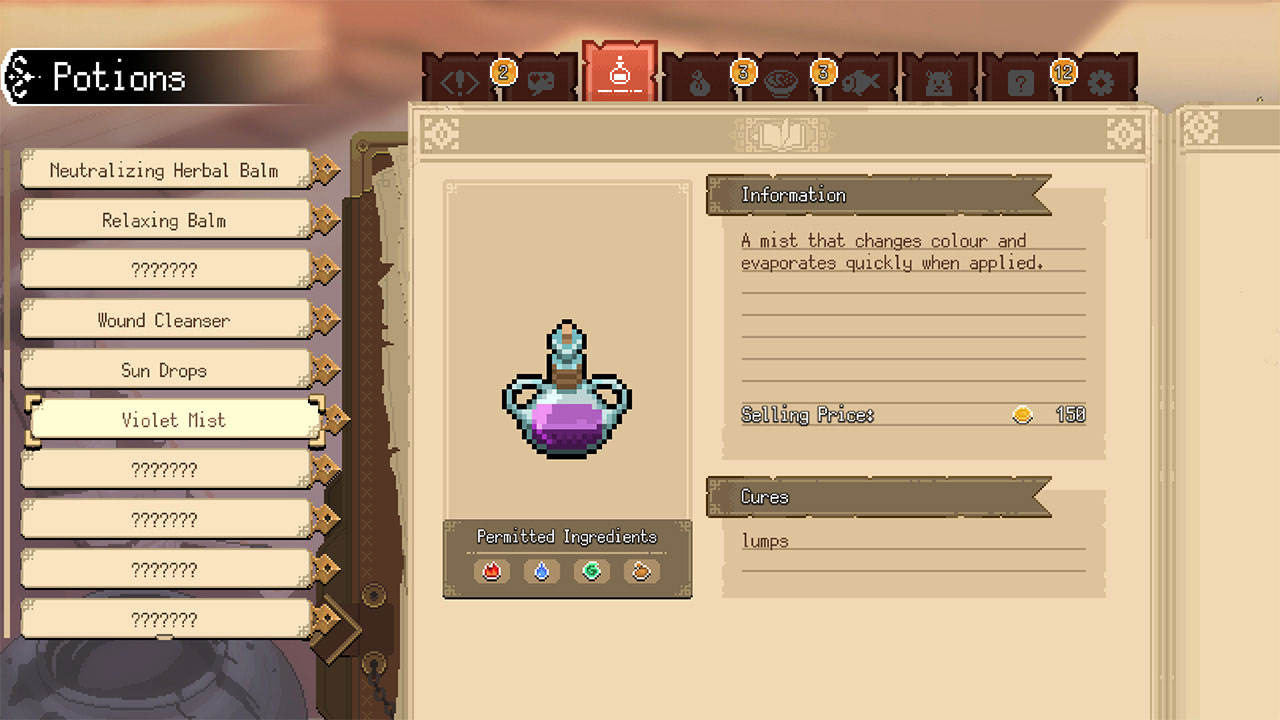 Potions
2
3
3
12
Neutralizing Herbal Balm
Relaxing Balm
???????
Wound Cleanser
Sun Drops
Violet Mist
???????
???????
???????
???????
Permitted Ingredients
Information
A mist that changes colour and
evaporates quickly when applied.
Selling Price: 150
Cures
lumps